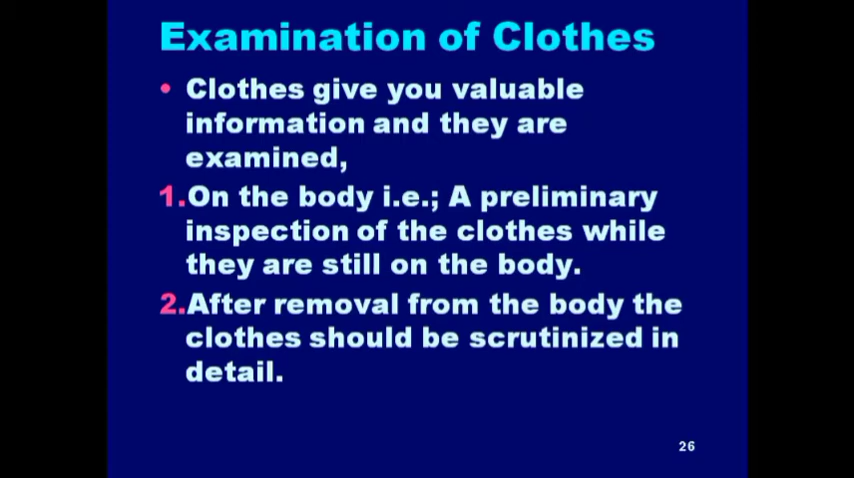 Examination of Clothes
• Clothes give you valuable
information and they are
examined,
1.On the body i.e.; A preliminary
inspection of the clothes while
they are still on the body.
2.After removal from the body the
clothes should be scrutinized in
detail.
26